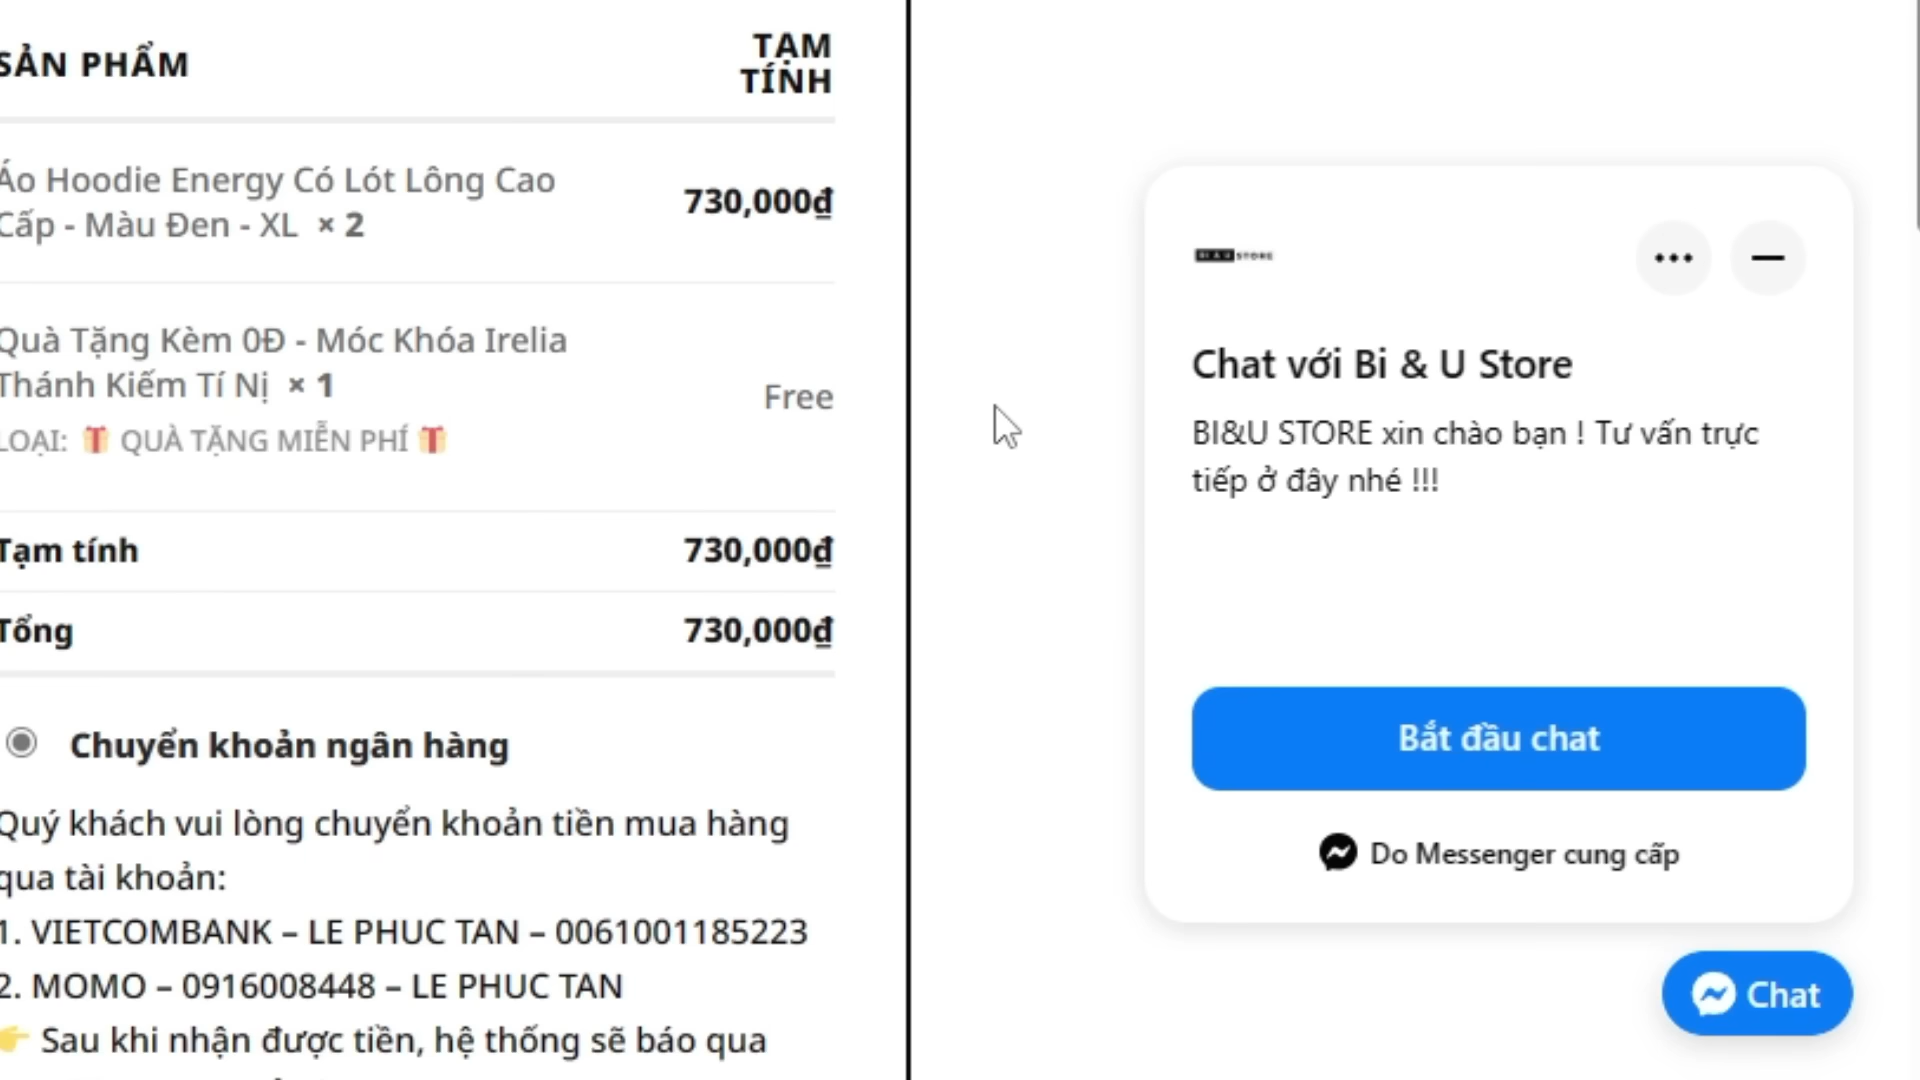 SẢN PHẨM
TẠM
TÍNH
Áo Hoodie Energy Có Lót Lông Cao
Cấp - Màu Đen - XL × 2
730,000₫
Quà Tặng Kèm 0Đ - Móc Khóa Irelia
Thánh Kiếm Tí Nị × 1
Free
LOẠI: 🎁 QUÀ TẶNG MIỄN PHÍ 🎁
Tạm tính
730,000₫
Tổng
730,000₫
Chuyển khoản ngân hàng
Quý khách vui lòng chuyển khoản tiền mua hàng
qua tài khoản:
1. VIETCOMBANK – LE PHUC TAN – 0061001185223
2. MOMO – 0916008448 – LE PHUC TAN
👉 Sau khi nhận được tiền, hệ thống sẽ báo qua
BI & U STORE
Chat với Bi & U Store
BI&U STORE xin chào bạn ! Tư vấn trực
tiếp ở đây nhé !!!
Bắt đầu chat
Do Messenger cung cấp
Chat